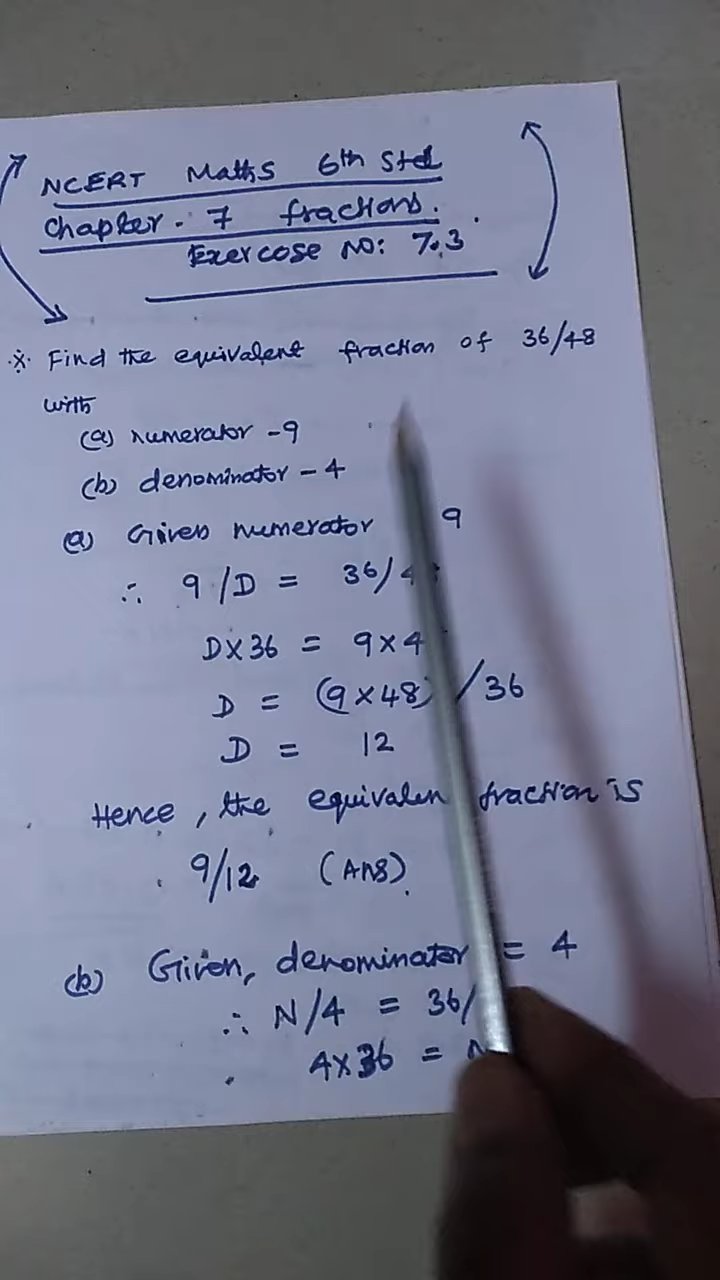 NCERT Maths 6th Std
Chapter. 7 fractions.
Exercose NO: 7.3
Find the equivalent fraction of 36/48
with
(a) numerator - 9
(b) denominator - 4
(a) Given numerator 9
∴ 9/D = 36/4
D×36 = 9×4
D = (9×48) /36
D = 12
Hence, the equivalen fraction is
9/12 (Ans).
(b) Given, denominator = 4
∴ N/4 = 36/
4×36 = N